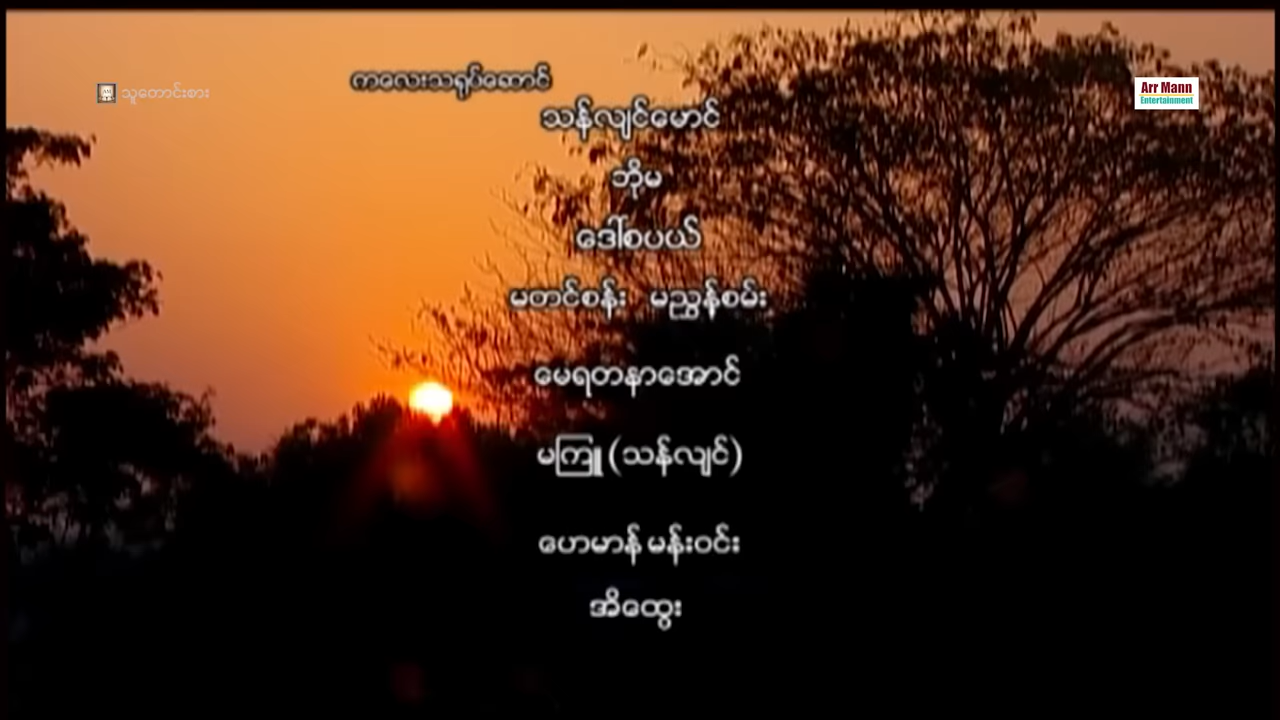 ကလေးသရုပ်ဆောင်
သူတောင်းစား
Arr Mann
Entertainment
သန်လျင်မောင်
ဘိုမ
ဒေါ်စပယ်
မတင်စန်း မညွှန်စမ်း
မေရတနာအောင်
မကြူ (သန်လျင်)
ဟေမာန် မန်းဝင်း
အိထွေး